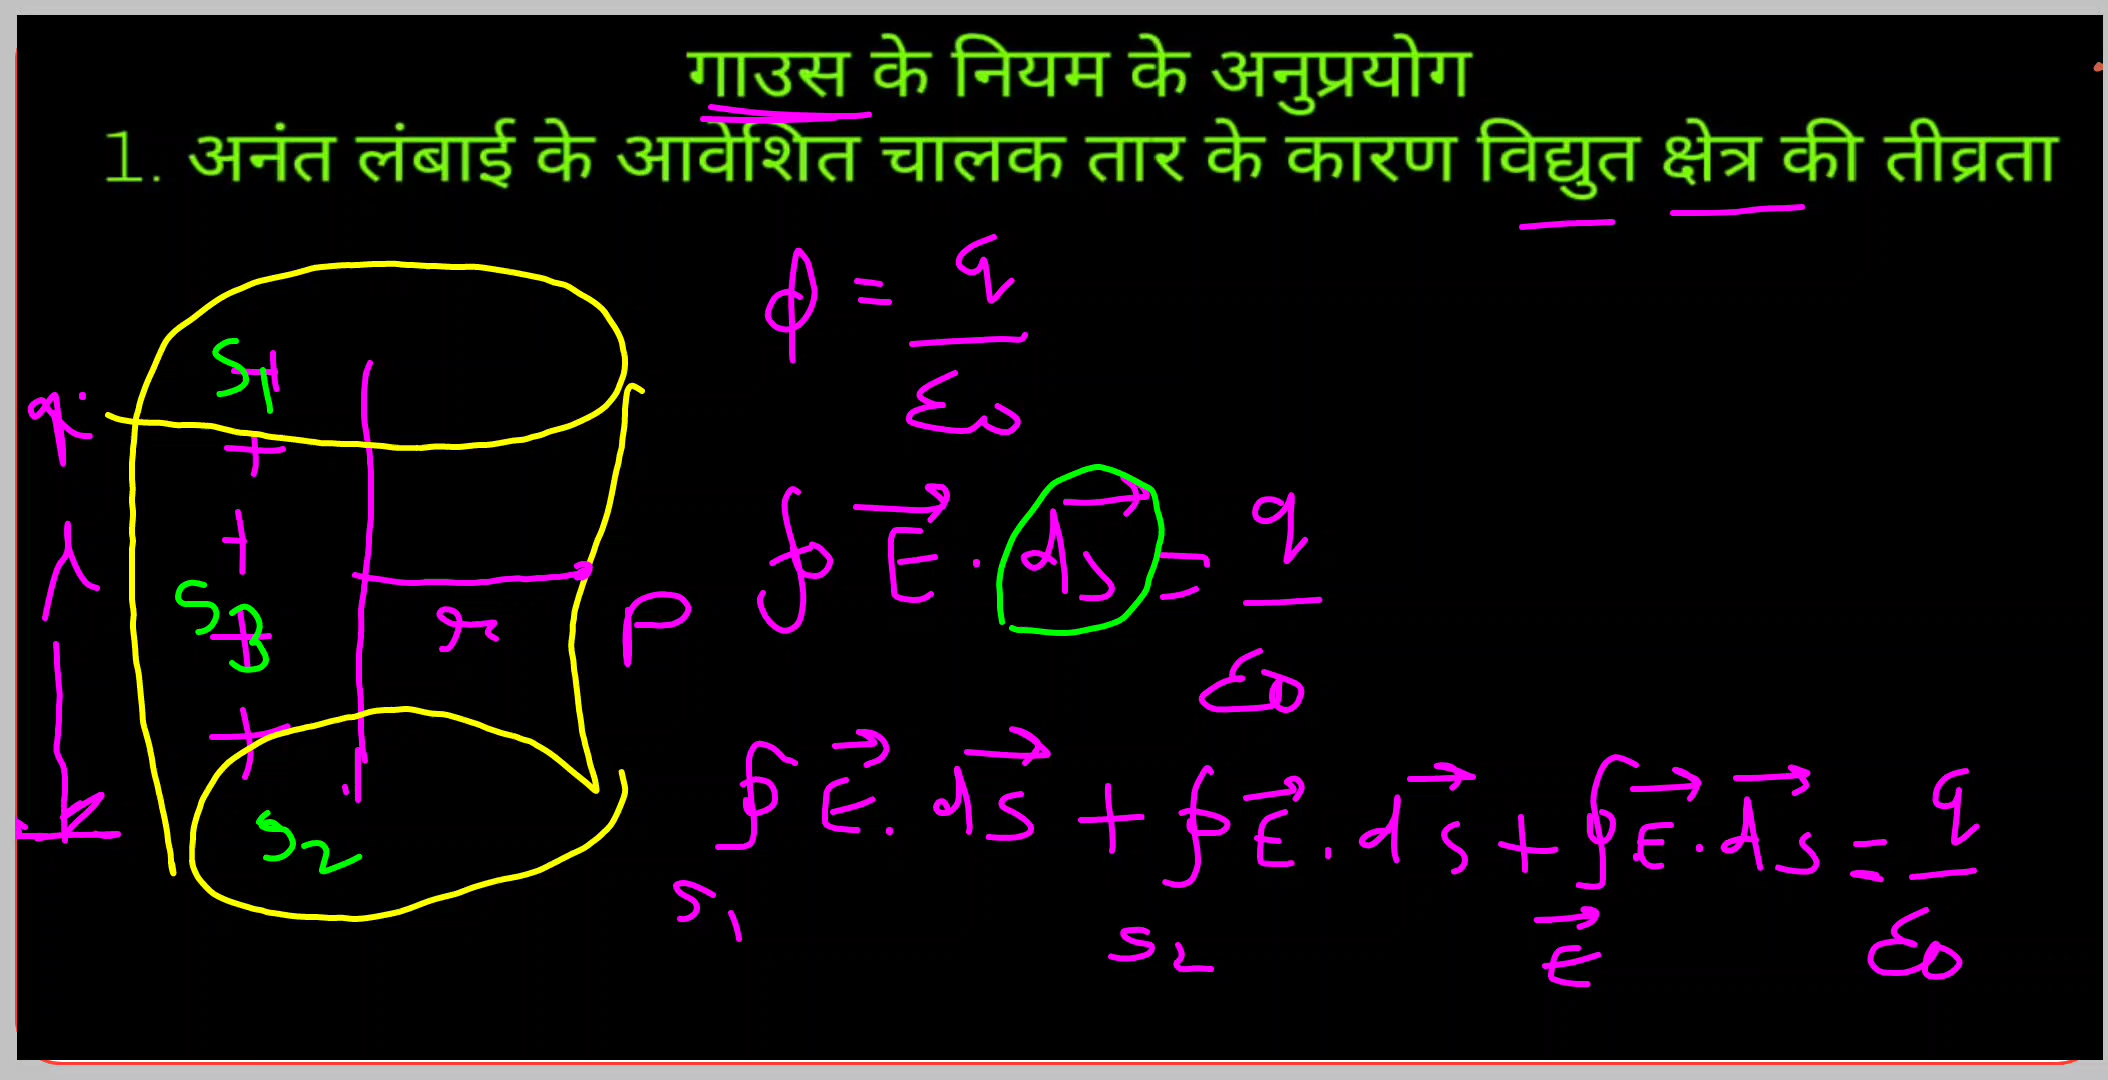 गाउस के नियम के अनुप्रयोग
1. अनंत लंबाई के आवेशित चालक तार के कारण विद्युत क्षेत्र की तीव्रता
ϕ = q/ε₀
S1
∮ E⃗ · ds⃗ = q/ε₀
λ
S3
r
P
∮S₁ E⃗ . ds⃗ + ∮S₂ E⃗ . ds⃗ + ∮E⃗ E⃗ . ds⃗ = q/ε₀
S2